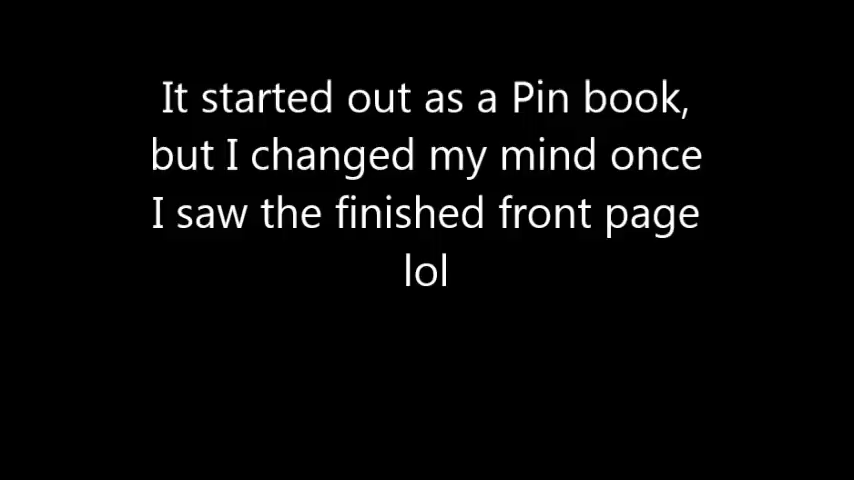 It started out as a Pin book,
but I changed my mind once
I saw the finished front page
lol